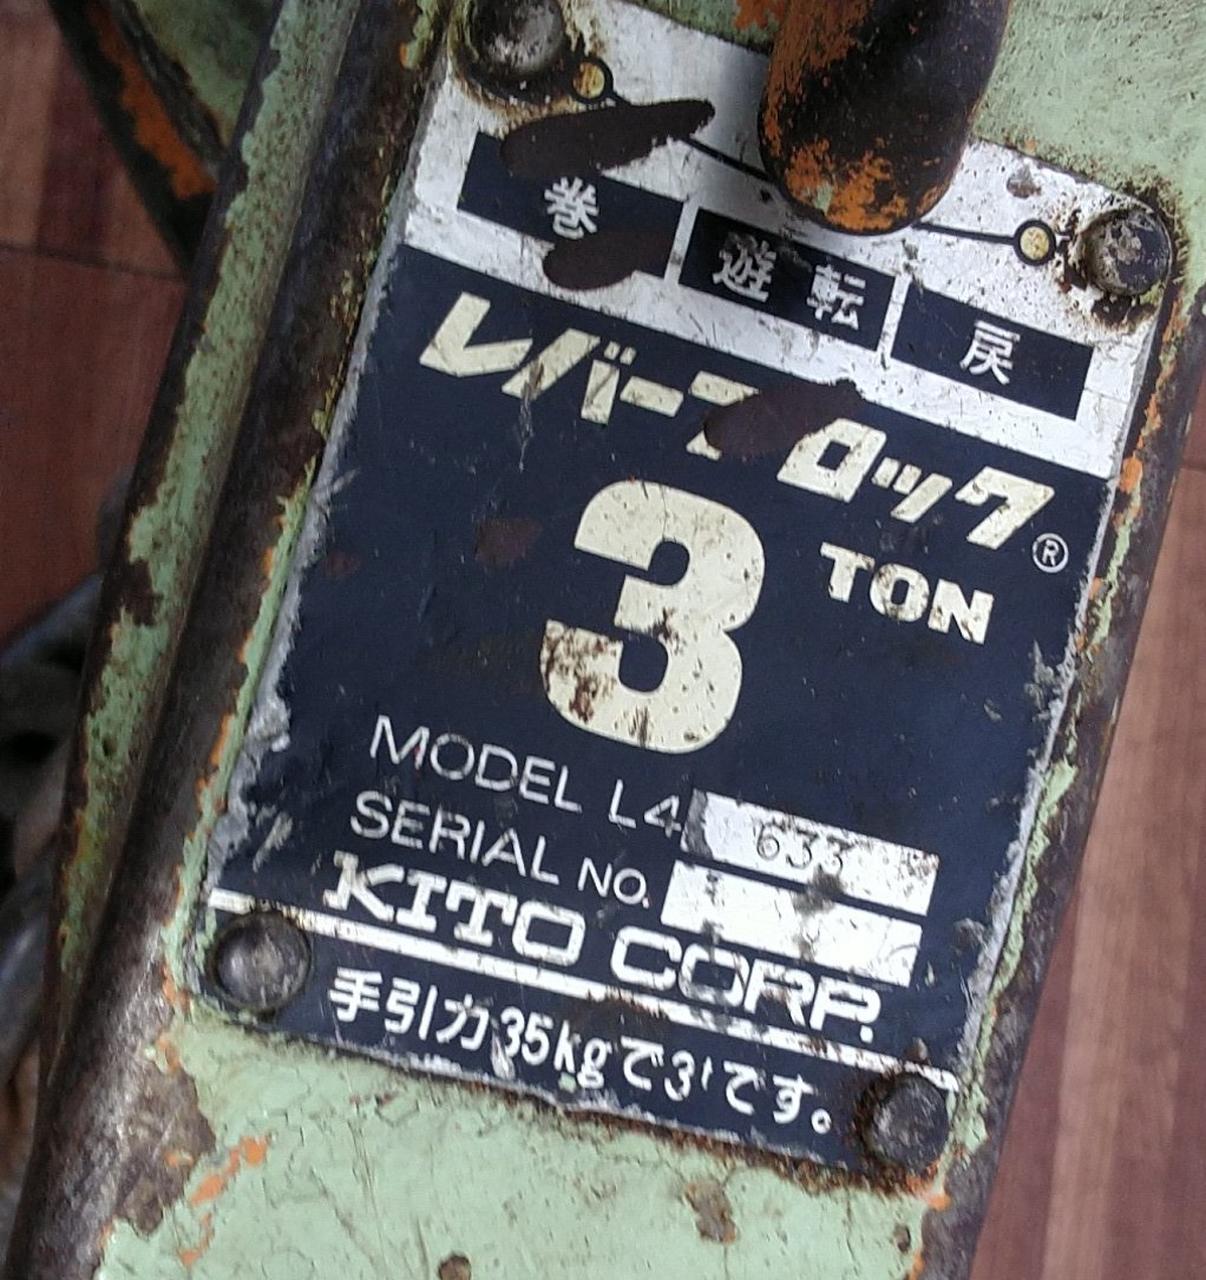 巻 遊転 戻
レバーブロック®
3 TON
MODEL L4 633
SERIAL NO.
KITO CORP.
手引力35kgで3tです。